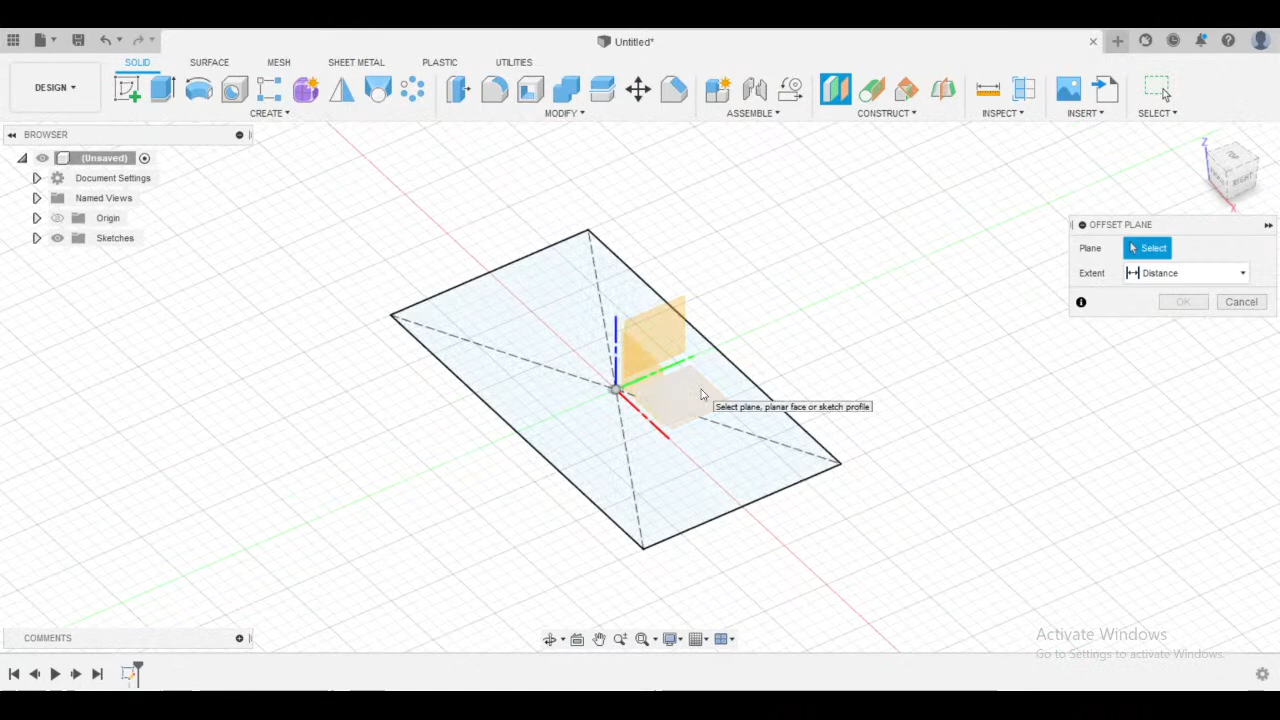 Untitled*
DESIGN
SOLID
SURFACE
MESH
SHEET METAL
PLASTIC
UTILITIES
CREATE
MODIFY
ASSEMBLE
CONSTRUCT
INSPECT
INSERT
SELECT
BROWSER
(Unsaved)
Document Settings
Named Views
Origin
Sketches
Z
TOP
RIGHT
X
OFFSET PLANE
Plane
Select
Extent
Distance
OK
Cancel
Select plane, planar face or sketch profile
COMMENTS
Activate Windows
Go to Settings to activate Windows.